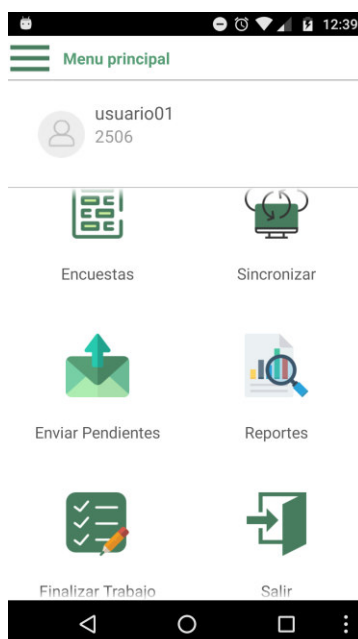 12:39
Menu principal
usuario01
2506
Encuestas
Sincronizar
Enviar Pendientes
Reportes
Finalizar Trabajo
Salir